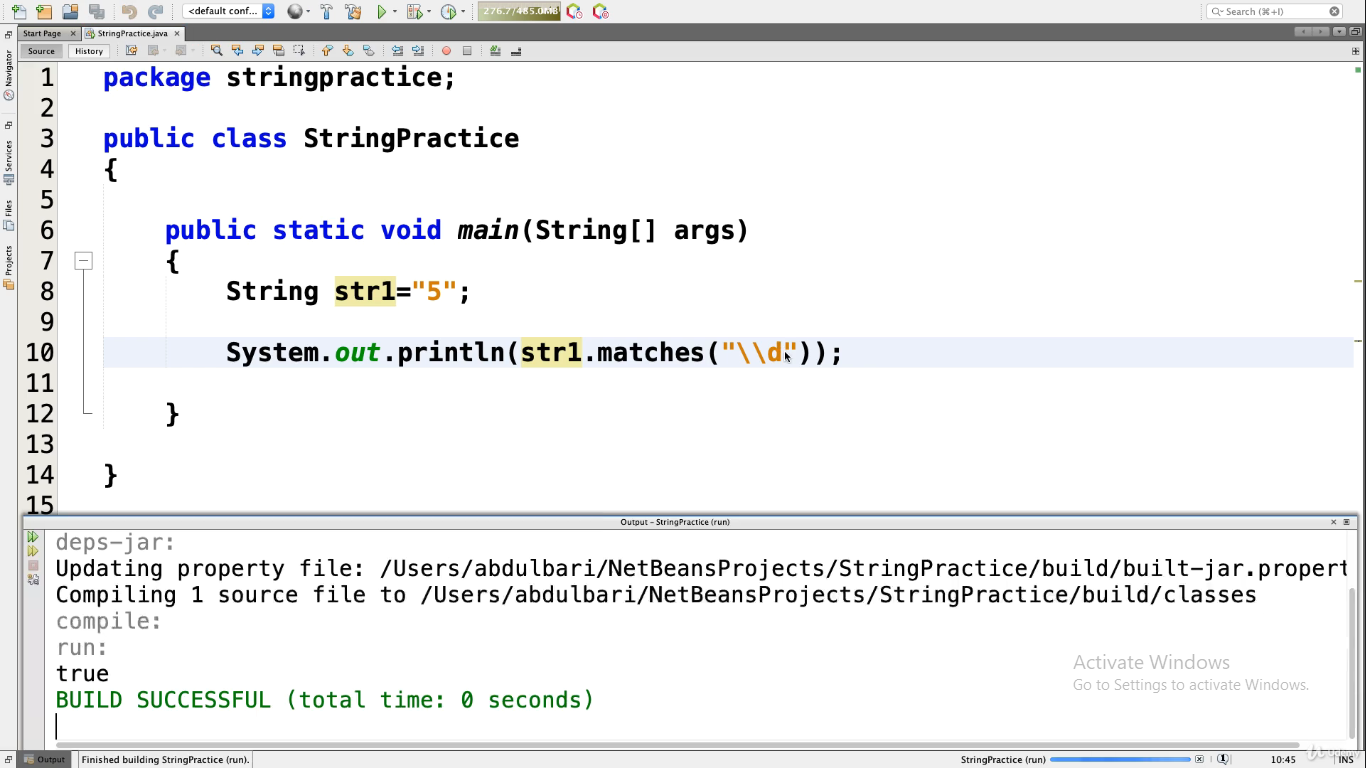 <default conf...
276.7/485.0MB
Search (⌘+I)
Start Page
StringPractice.java
Source
History
Navigator
Services
Files
Projects
1 package stringpractice;
2
3 public class StringPractice
4 {
5
6 public static void main(String[] args)
7 {
8 String str1="5";
9
10 System.out.println(str1.matches("\\d"));
11
12 }
13
14 }
15
Output - StringPractice (run)
deps-jar:
Updating property file: /Users/abdulbari/NetBeansProjects/StringPractice/build/built-jar.propert
Compiling 1 source file to /Users/abdulbari/NetBeansProjects/StringPractice/build/classes
compile:
run:
true
BUILD SUCCESSFUL (total time: 0 seconds)
Activate Windows
Go to Settings to activate Windows.
Output
Finished building StringPractice (run).
StringPractice (run)
1
10:45
INS